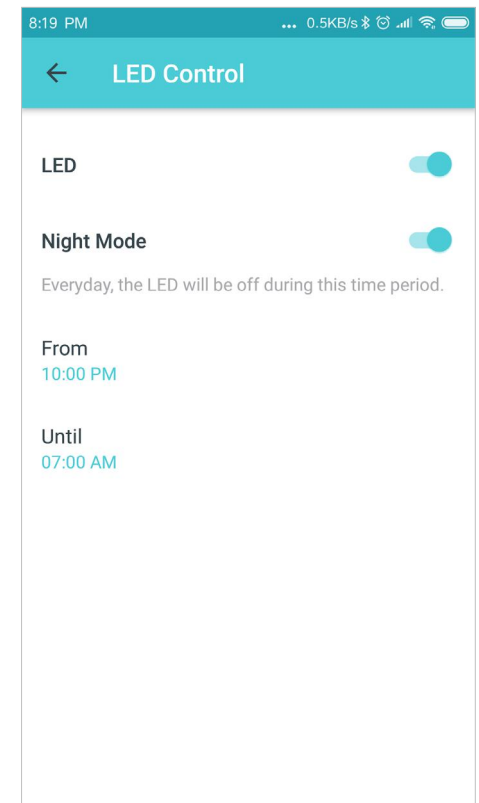 8:19 PM ... 0.5KB/s
LED Control
LED
Night Mode
Everyday, the LED will be off during this time period.
From
10:00 PM
Until
07:00 AM